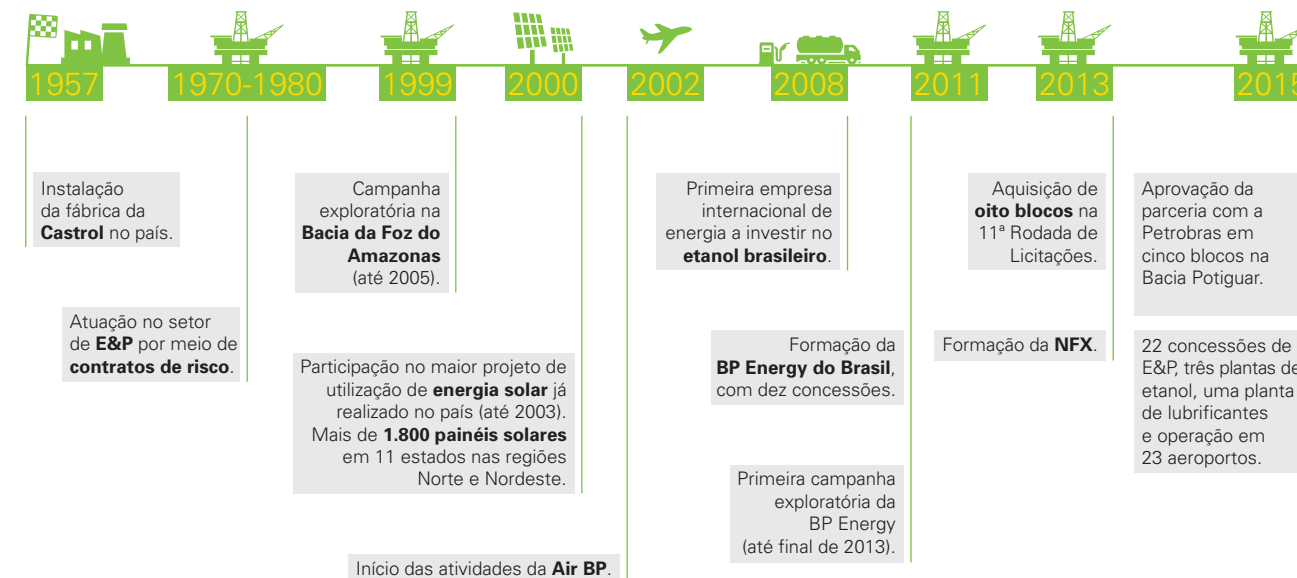 1957
1970-1980
1999
2000
2002
2008
2011
2013
2015
Instalação
da fábrica da
Castrol no país.
Atuação no setor
de E&P por meio de
contratos de risco.
Campanha
exploratória na
Bacia da Foz do
Amazonas
(até 2005).
Participação no maior projeto de
utilização de energia solar já
realizado no país (até 2003).
Mais de 1.800 painéis solares
em 11 estados nas regiões
Norte e Nordeste.
Início das atividades da Air BP.
Primeira empresa
internacional de
energia a investir no
etanol brasileiro.
Formação da
BP Energy do Brasil,
com dez concessões.
Primeira campanha
exploratória da
BP Energy
(até final de 2013).
Aquisição de
oito blocos na
11ª Rodada de
Licitações.
Formação da NFX.
Aprovação da
parceria com a
Petrobras em
cinco blocos na
Bacia Potiguar.
22 concessões de
E&P, três plantas de
etanol, uma planta
de lubrificantes
e operação em
23 aeroportos.